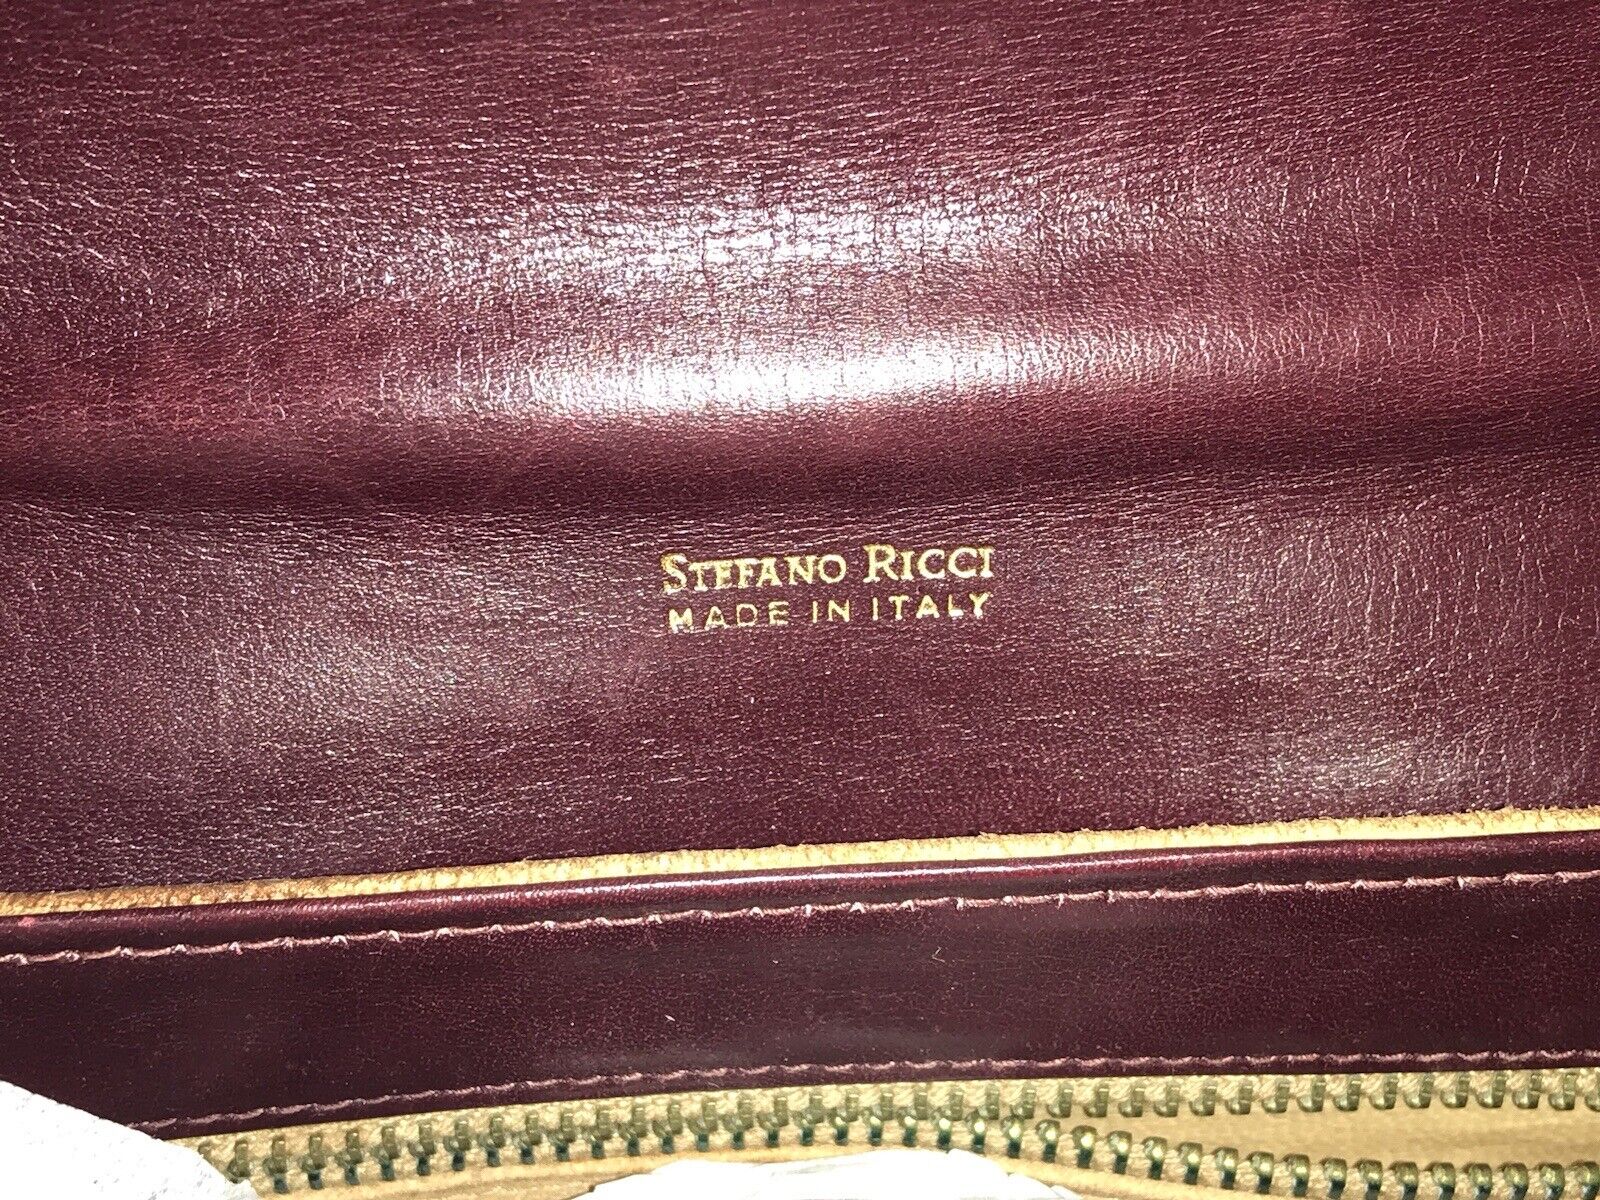 STEFANO RICCI
MADE IN ITALY